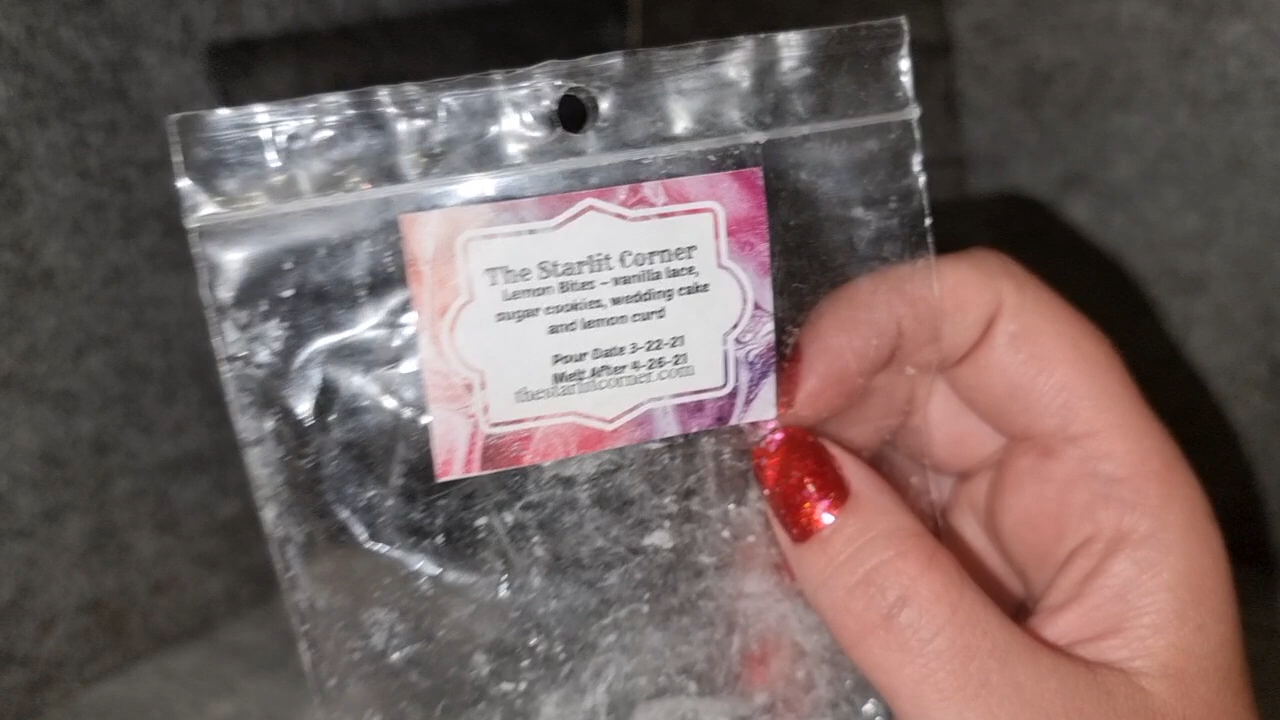 The Starlit Corner
Lemon Bites – vanilla lace,
sugar cookies, wedding cake
and lemon curd
Pour Date 3-22-21
Melt After 4-26-21
thestarlitcorner.com